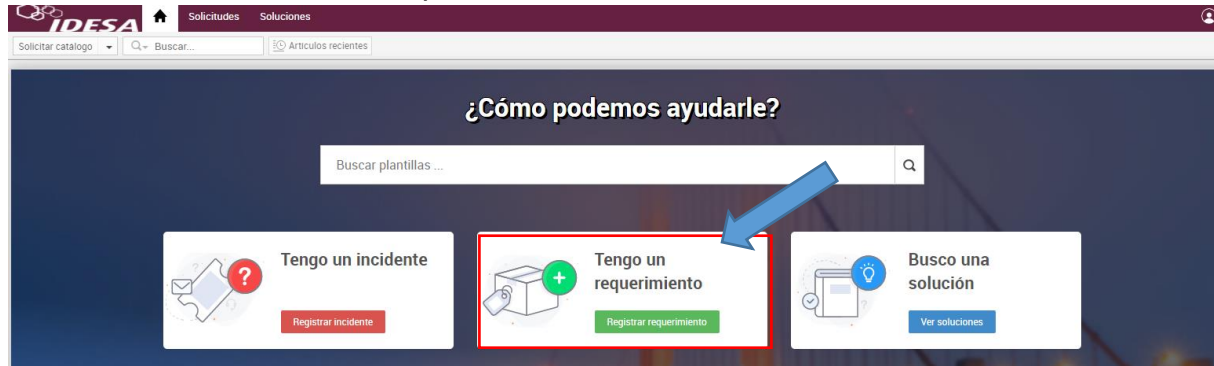 IDESA
Solicitudes Soluciones
Solicitar catálogo Buscar... Artículos recientes
¿Cómo podemos ayudarle?
Buscar plantillas ...
Tengo un incidente
Registrar incidente
Tengo un
requerimiento
Registrar requerimiento
Busco una
solución
Ver soluciones